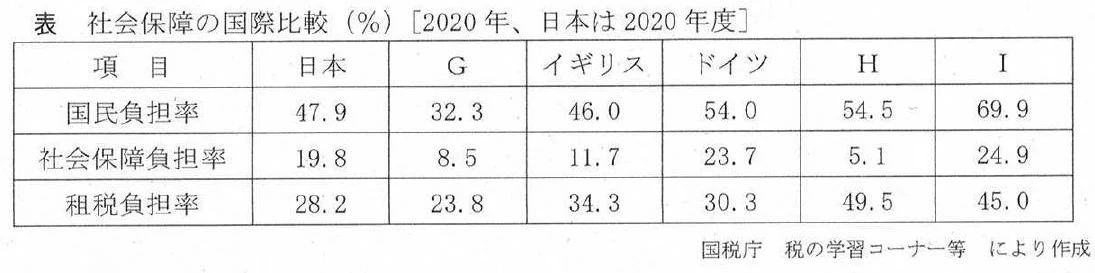 表 社会保障の国際比較（％）［2020年、日本は2020年度］
項 目 日本 G イギリス ドイツ H I
国民負担率 47.9 32.3 46.0 54.0 54.5 69.9
社会保障負担率 19.8 8.5 11.7 23.7 5.1 24.9
租税負担率 28.2 23.8 34.3 30.3 49.5 45.0
国税庁 税の学習コーナー等 により作成